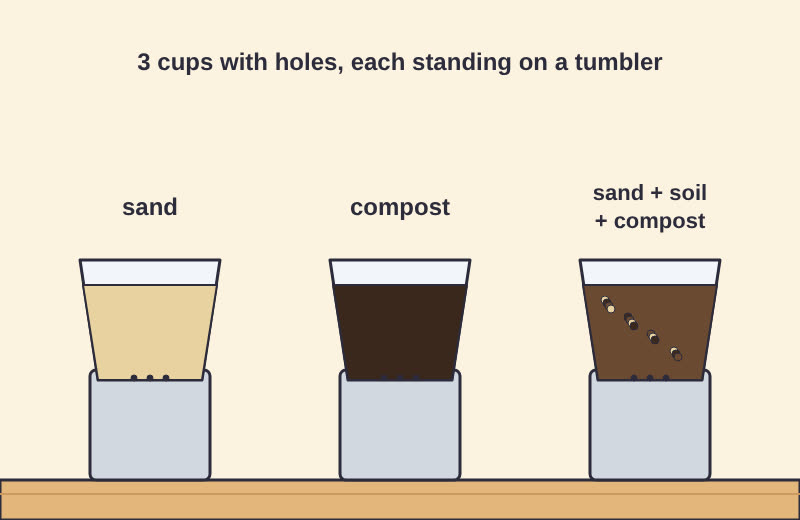 3 cups with holes, each standing on a tumbler
sand
compost
sand + soil
+ compost